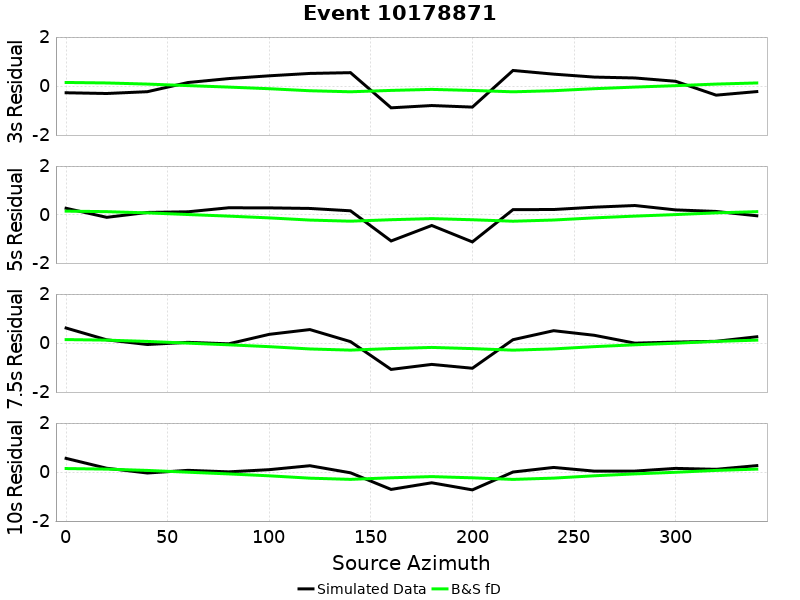 Event 10178871
3s Residual
2
0
-2
5s Residual
2
0
-2
7.5s Residual
2
0
-2
10s Residual
2
0
-2
0 50 100 150 200 250 300
Source Azimuth
Simulated Data B&S fD